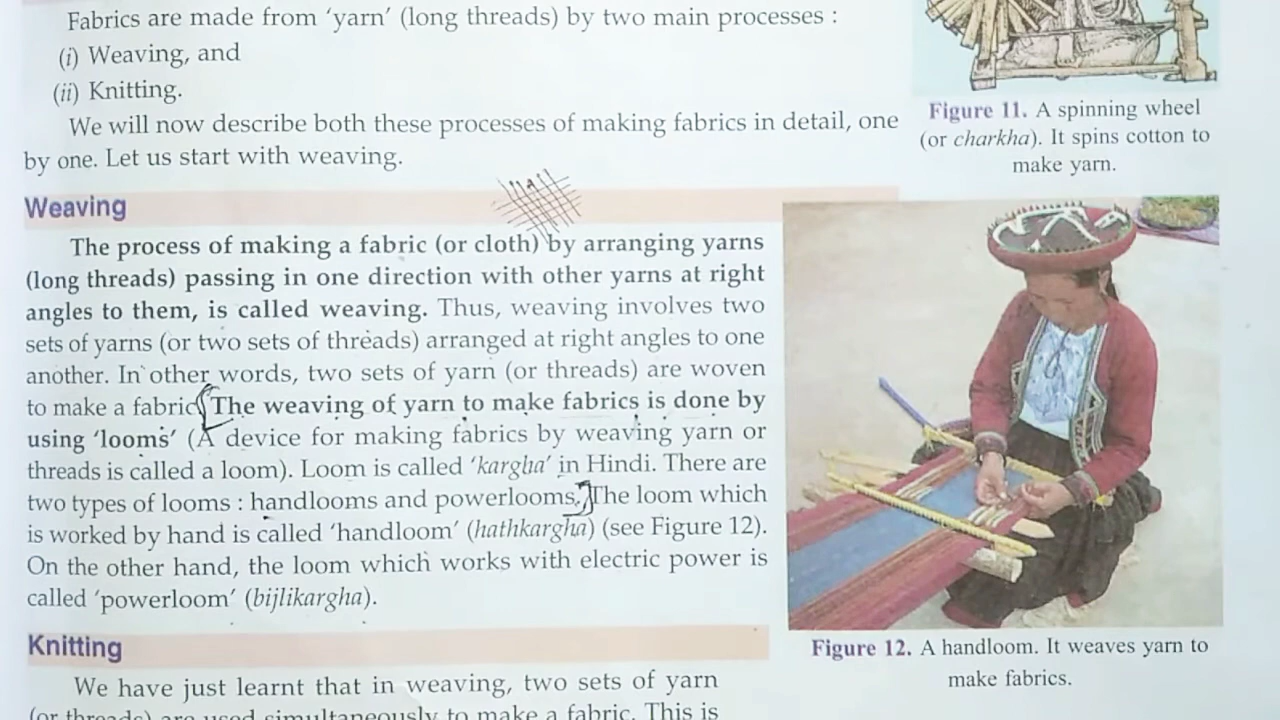 Fabrics are made from ‘yarn’ (long threads) by two main processes :
(i) Weaving, and
(ii) Knitting.
We will now describe both these processes of making fabrics in detail, one
by one. Let us start with weaving.
Figure 11. A spinning wheel
(or charkha). It spins cotton to
make yarn.
Weaving
The process of making a fabric (or cloth) by arranging yarns
(long threads) passing in one direction with other yarns at right
angles to them, is called weaving. Thus, weaving involves two
sets of yarns (or two sets of threads) arranged at right angles to one
another. In other words, two sets of yarn (or threads) are woven
to make a fabric. The weaving of yarn to make fabrics is done by
using ‘looms’ (A device for making fabrics by weaving yarn or
threads is called a loom). Loom is called ‘kargha’ in Hindi. There are
two types of looms : handlooms and powerlooms. The loom which
is worked by hand is called ‘handloom’ (hathkargha) (see Figure 12).
On the other hand, the loom which works with electric power is
called ‘powerloom’ (bijlikargha).
Figure 12. A handloom. It weaves yarn to
make fabrics.
Knitting
We have just learnt that in weaving, two sets of yarn
(or threads) are used simultaneously to make a fabric. This is